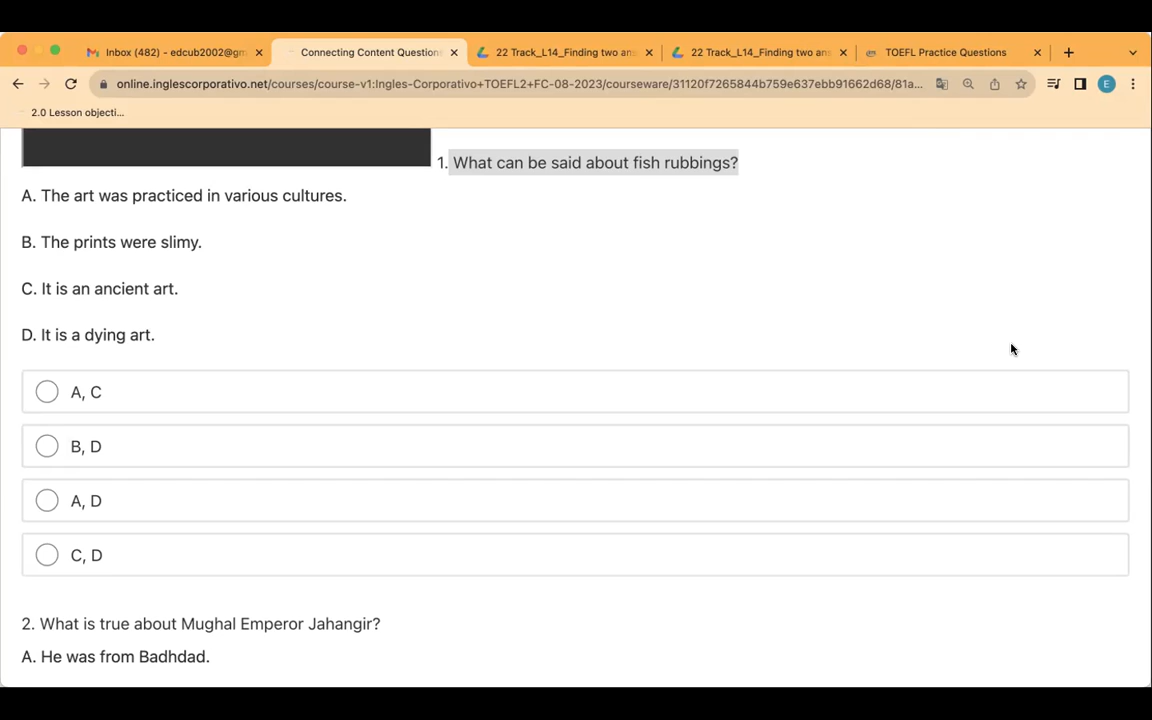 Inbox (482) - edcub2002@gm
Connecting Content Question
22 Track_L14_Finding two an
22 Track_L14_Finding two an
TOEFL Practice Questions
online.inglescorporativo.net/courses/course-v1:Ingles-Corporativo+TOEFL2+FC-08-2023/courseware/31120f7265844b759e637ebb91662d68/81a...
E
2.0 Lesson objecti...
1. What can be said about fish rubbings?
A. The art was practiced in various cultures.
B. The prints were slimy.
C. It is an ancient art.
D. It is a dying art.
A, C
B, D
A, D
C, D
2. What is true about Mughal Emperor Jahangir?
A. He was from Badhdad.